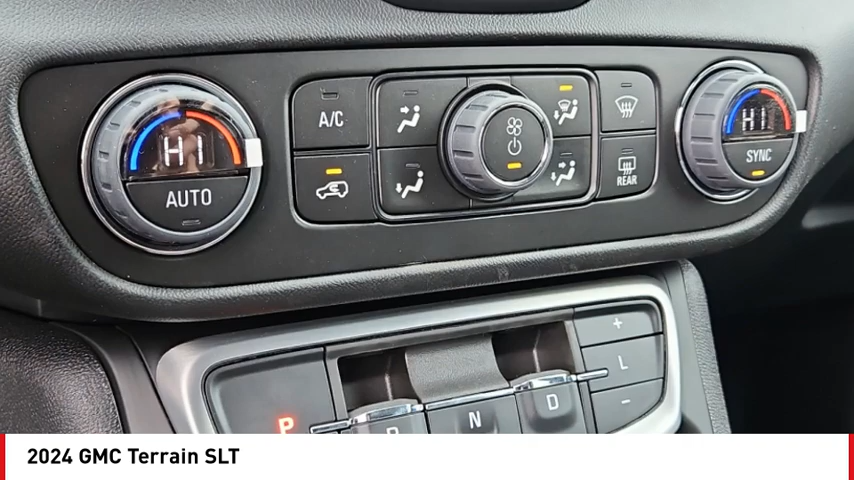 HI
AUTO
A/C
REAR
HI
SYNC
P
R
N
D
+
L
-
2024 GMC Terrain SLT